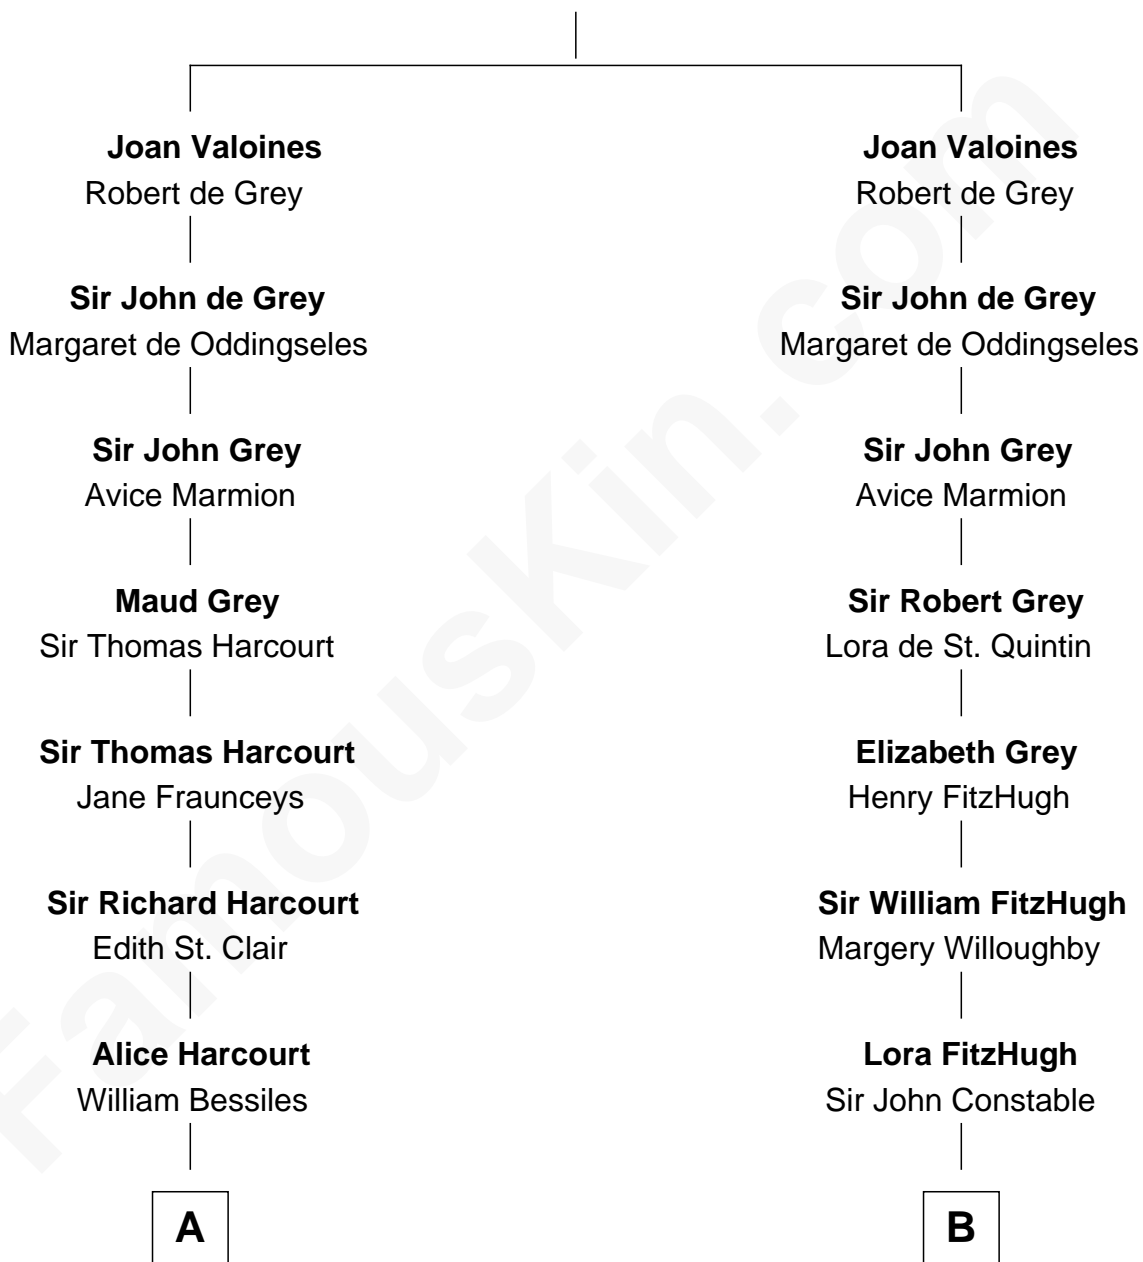 Joan Valoines
Robert de Grey
Sir John de Grey
Margaret de Oddingseles
Sir John Grey
Avice Marmion
Maud Grey
Sir Thomas Harcourt
Sir Thomas Harcourt
Jane Fraunceys
Sir Richard Harcourt
Edith St. Clair
Alice Harcourt
William Bessiles
A
Joan Valoines
Robert de Grey
Sir John de Grey
Margaret de Oddingseles
Sir John Grey
Avice Marmion
Sir Robert Grey
Lora de St. Quintin
Elizabeth Grey
Henry FitzHugh
Sir William FitzHugh
Margery Willoughby
Lora FitzHugh
Sir John Constable
B
FamousKin.com